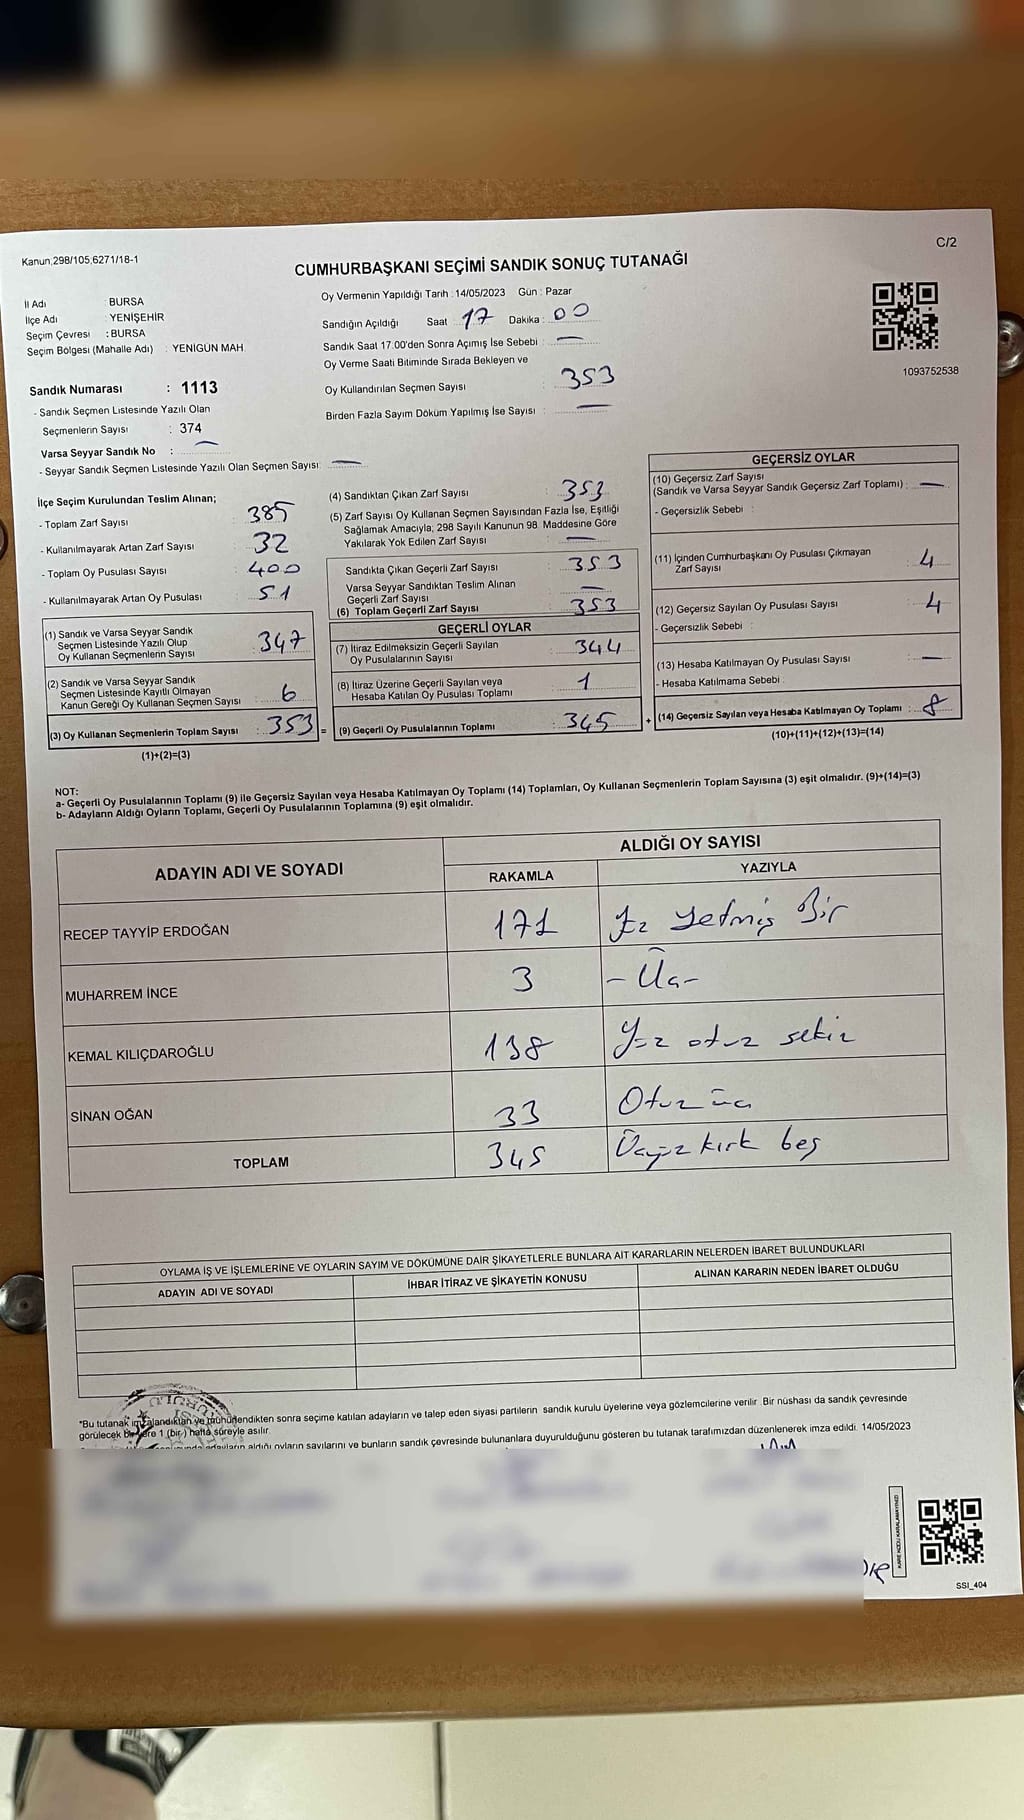 Kanun,298/105,6271/18-1
C/2
CUMHURBAŞKANI SEÇİMİ SANDIK SONUÇ TUTANAĞI
İl Adı : BURSA
İlçe Adı : YENİŞEHİR
Seçim Çevresi : BURSA
Seçim Bölgesi (Mahalle Adı) : YENİGÜN MAH.
Sandık Numarası : 1113
- Sandık Seçmen Listesinde Yazılı Olan
Seçmenlerin Sayısı : 374
Varsa Seyyar Sandık No : —
- Seyyar Sandık Seçmen Listesinde Yazılı Olan Seçmen Sayısı: —
Oy Vermenin Yapıldığı Tarih : 14/05/2023 Gün : Pazar
Sandığın Açıldığı Saat : 17 Dakika : 00
Sandık Saat 17.00'den Sonra Açımış İse Sebebi : —
Oy Verme Saati Bitiminde Sırada Bekleyen ve
Oy Kullandırılan Seçmen Sayısı : 353
Birden Fazla Sayım Döküm Yapılmış İse Sayısı : —
1093752538
İlçe Seçim Kurulundan Teslim Alınan;
- Toplam Zarf Sayısı : 385
- Kullanılmayarak Artan Zarf Sayısı : 32
- Toplam Oy Pusulası Sayısı : 400
- Kullanılmayarak Artan Oy Pusulası : 51
(1) Sandık ve Varsa Seyyar Sandık
Seçmen Listesinde Yazılı Olup
Oy Kullanan Seçmenlerin Sayısı : 347
(2) Sandık ve Varsa Seyyar Sandık
Seçmen Listesinde Kayıtlı Olmayan
Kanun Gereği Oy Kullanan Seçmen Sayısı : 6
(3) Oy Kullanan Seçmenlerin Toplam Sayısı : 353 =
(1)+(2)=(3)
(4) Sandıktan Çıkan Zarf Sayısı : 353
(5) Zarf Sayısı Oy Kullanan Seçmen Sayısından Fazla İse, Eşitliği
Sağlamak Amacıyla; 298 Sayılı Kanunun 98. Maddesine Göre
Yakılarak Yok Edilen Zarf Sayısı : —
Sandıkta Çıkan Geçerli Zarf Sayısı : 353
Varsa Seyyar Sandıktan Teslim Alınan
Geçerli Zarf Sayısı : —
(6) Toplam Geçerli Zarf Sayısı : 353
GEÇERLİ OYLAR
(7) İtiraz Edilmeksizin Geçerli Sayılan
Oy Pusulalarının Sayısı : 344
(8) İtiraz Üzerine Geçerli Sayılan veya
Hesaba Katılan Oy Pusulası Toplamı : 1
(9) Geçerli Oy Pusulalarının Toplamı : 345 +
GEÇERSİZ OYLAR
(10) Geçersiz Zarf Sayısı
(Sandık ve Varsa Seyyar Sandık Geçersiz Zarf Toplamı) : —
- Geçersizlik Sebebi :
(11) İçinden Cumhurbaşkanı Oy Pusulası Çıkmayan
Zarf Sayısı : 4
(12) Geçersiz Sayılan Oy Pusulası Sayısı : 4
- Geçersizlik Sebebi :
(13) Hesaba Katılmayan Oy Pusulası Sayısı : —
- Hesaba Katılmama Sebebi :
(14) Geçersiz Sayılan veya Hesaba Katılmayan Oy Toplamı : 8
(10)+(11)+(12)+(13)=(14)
NOT:
a- Geçerli Oy Pusulalarının Toplamı (9) ile Geçersiz Sayılan veya Hesaba Katılmayan Oy Toplamı (14) Toplamları, Oy Kullanan Seçmenlerin Toplam Sayısına (3) eşit olmalıdır. (9)+(14)=(3)
b- Adayların Aldığı Oyların Toplamı, Geçerli Oy Pusulalarının Toplamına (9) eşit olmalıdır.
ADAYIN ADI VE SOYADI
ALDIĞI OY SAYISI
RAKAMLA YAZIYLA
RECEP TAYYİP ERDOĞAN 171 Yüz yetmiş Bir
MUHARREM İNCE 3 - Üç -
KEMAL KILIÇDAROĞLU 138 Yüz otuz sekiz
SİNAN OĞAN 33 Otuz üç
TOPLAM 345 Üçyüz kırk beş
OYLAMA İŞ VE İŞLEMLERİNE VE OYLARIN SAYIM VE DÖKÜMÜNE DAİR ŞİKAYETLERLE BUNLARA AİT KARARLARIN NELERDEN İBARET BULUNDUKLARI
ADAYIN ADI VE SOYADI İHBAR İTİRAZ VE ŞİKAYETİN KONUSU ALINAN KARARIN NEDEN İBARET OLDUĞU
*Bu tutanak imzalandıktan ve mühürlendikten sonra seçime katılan adayların ve talep eden siyasi partilerin sandık kurulu üyelerine veya gözlemcilerine verilir. Bir nüshası da sandık çevresinde
görülecek bir yere 1 (bir) hafta süreyle asılır.
adayların aldığı oyların sayılarını ve bunların sandık çevresinde bulunanlara duyurulduğunu gösteren bu tutanak tarafımızdan düzenlenerek imza edildi. 14/05/2023
KARE KODU KARALAMAYINIZ!
SSI_404